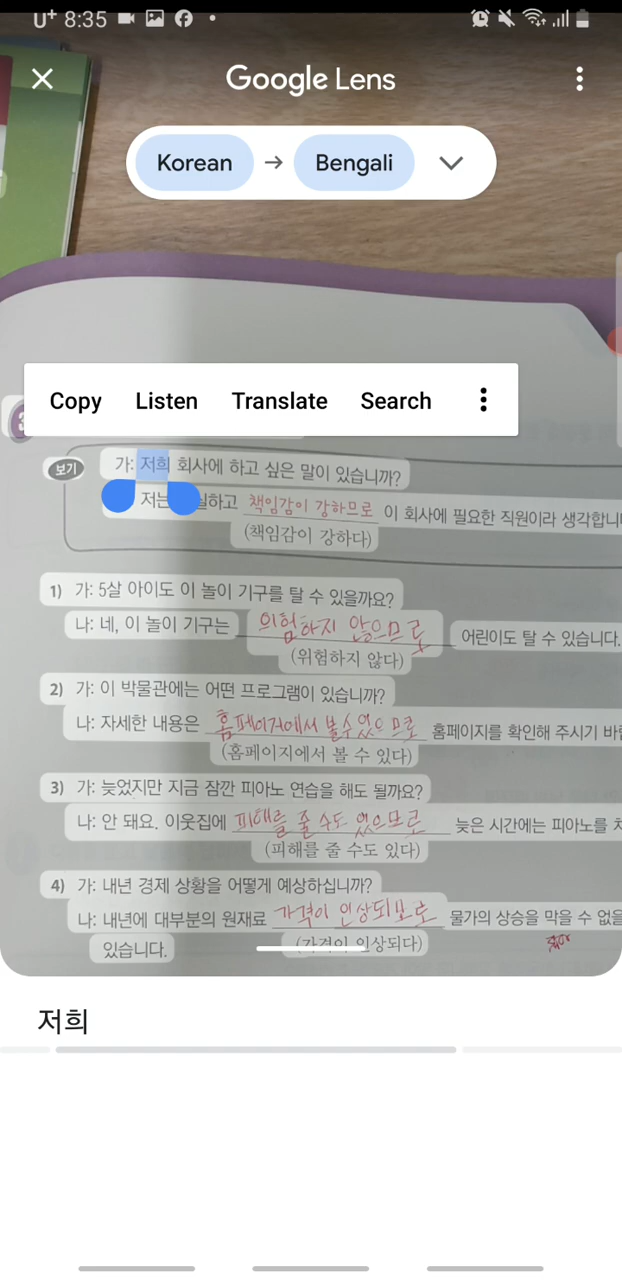 U+ 8:35
Google Lens
Korean → Bengali
Copy Listen Translate Search
3
보기 가: 저희 회사에 하고 싶은 말이 있습니까?
저는 실하고 책임감이 강하므로 이 회사에 필요한 직원이라 생각합니
(책임감이 강하다)
1) 가: 5살 아이도 이 놀이 기구를 탈 수 있을까요?
나: 네, 이 놀이 기구는 위험하지 않으므로 어린이도 탈 수 있습니다.
(위험하지 않다)
2) 가: 이 박물관에는 어떤 프로그램이 있습니까?
나: 자세한 내용은 홈페이지에서 볼 수 있으므로 홈페이지를 확인해 주시기 바
(홈페이지에서 볼 수 있다)
3) 가: 늦었지만 지금 잠깐 피아노 연습을 해도 될까요?
나: 안 돼요. 이웃집에 피해를 줄 수도 있으므로 늦은 시간에는 피아노를
(피해를 줄 수도 있다)
4) 가: 내년 경제 상황을 어떻게 예상하십니까?
나: 내년에 대부분의 원재료 가격이 인상되므로 물가의 상승을 막을 수 없을
(가격이 인상되다)
있습니다.
저희